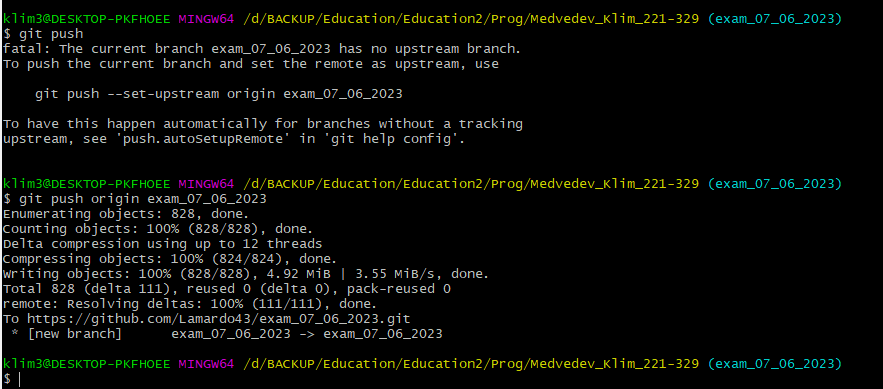 klim3@DESKTOP-PKFHOEE MINGW64 /d/BACKUP/Education/Education2/Prog/Medvedev_Klim_221-329 (exam_07_06_2023)
$ git push
fatal: The current branch exam_07_06_2023 has no upstream branch.
To push the current branch and set the remote as upstream, use
    git push --set-upstream origin exam_07_06_2023
To have this happen automatically for branches without a tracking
upstream, see 'push.autoSetupRemote' in 'git help config'.
klim3@DESKTOP-PKFHOEE MINGW64 /d/BACKUP/Education/Education2/Prog/Medvedev_Klim_221-329 (exam_07_06_2023)
$ git push origin exam_07_06_2023
Enumerating objects: 828, done.
Counting objects: 100% (828/828), done.
Delta compression using up to 12 threads
Compressing objects: 100% (824/824), done.
Writing objects: 100% (828/828), 4.92 MiB | 3.55 MiB/s, done.
Total 828 (delta 111), reused 0 (delta 0), pack-reused 0
remote: Resolving deltas: 100% (111/111), done.
To https://github.com/Lamardo43/exam_07_06_2023.git
 * [new branch]      exam_07_06_2023 -> exam_07_06_2023
klim3@DESKTOP-PKFHOEE MINGW64 /d/BACKUP/Education/Education2/Prog/Medvedev_Klim_221-329 (exam_07_06_2023)
$